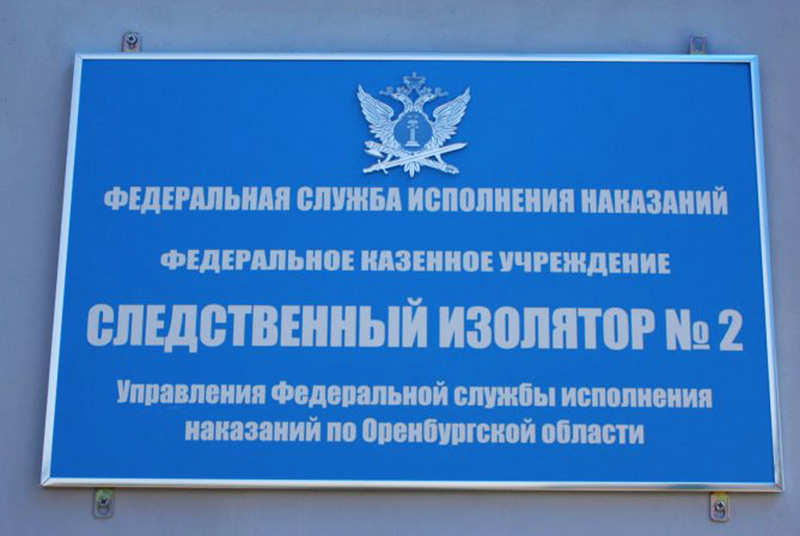 ФЕДЕРАЛЬНАЯ СЛУЖБА ИСПОЛНЕНИЯ НАКАЗАНИЙ
ФЕДЕРАЛЬНОЕ КАЗЕННОЕ УЧРЕЖДЕНИЕ
СЛЕДСТВЕННЫЙ ИЗОЛЯТОР № 2
Управления Федеральной службы исполнения
наказаний по Оренбургской области